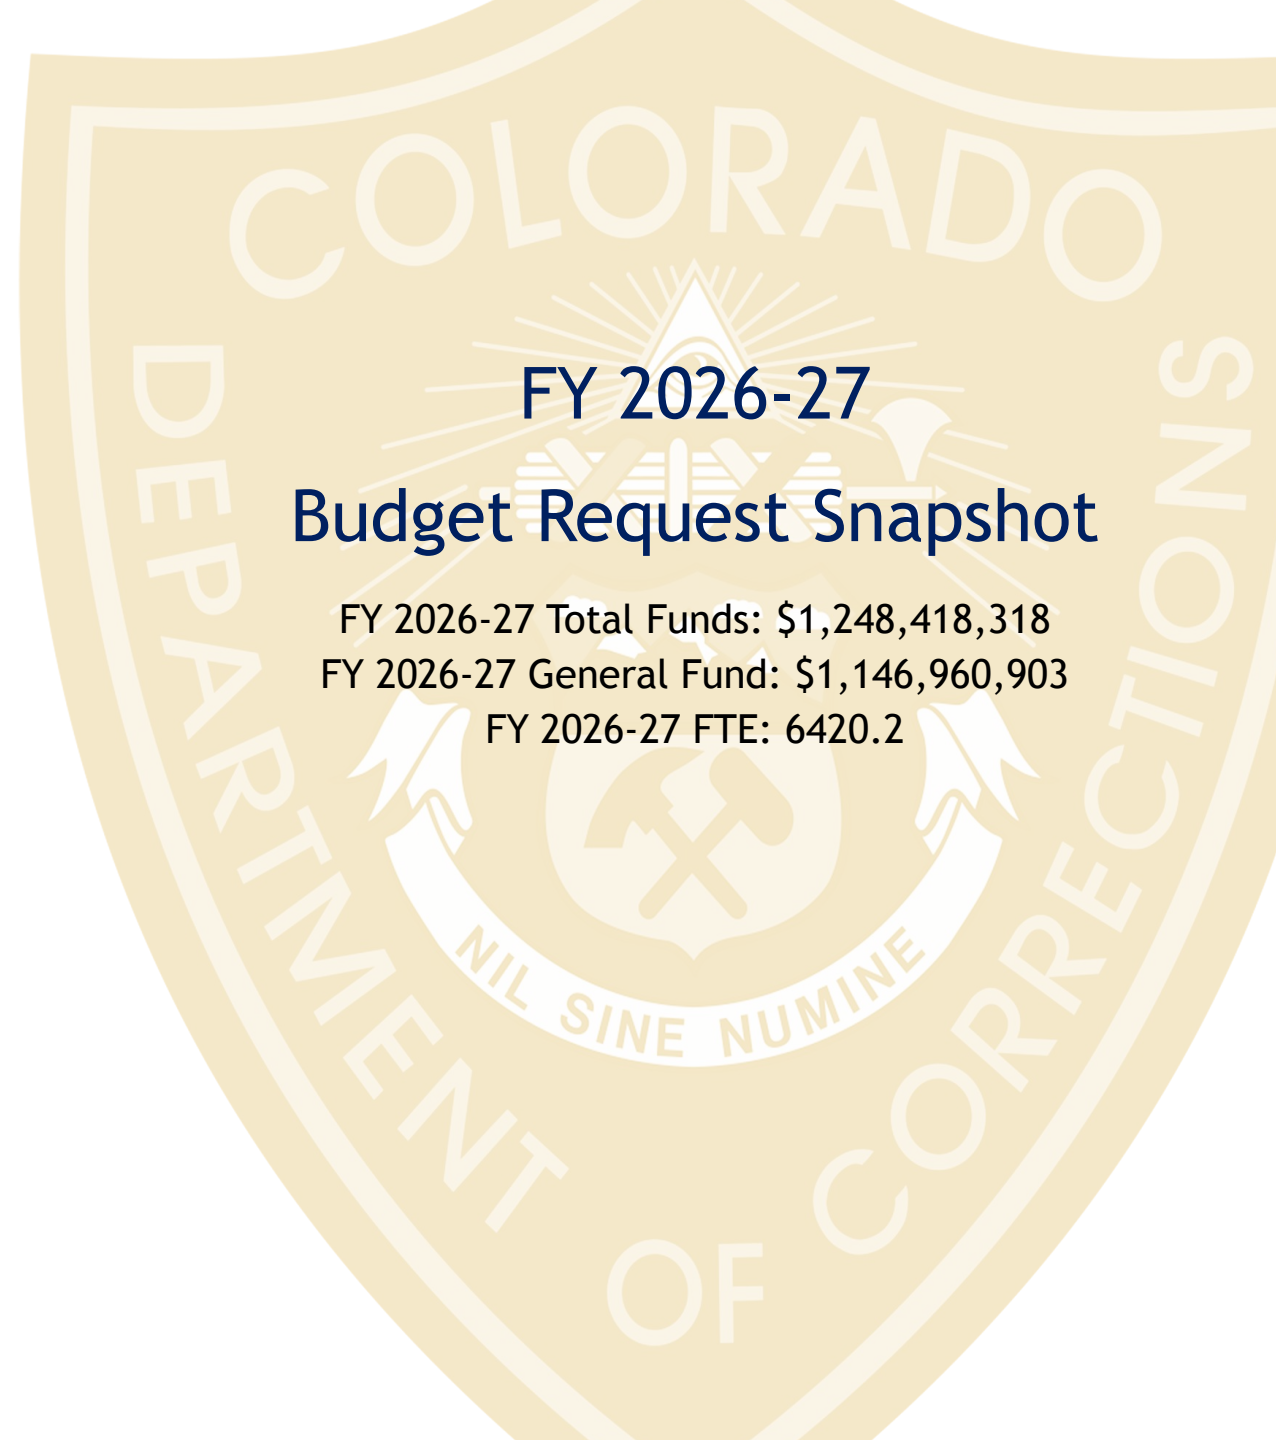 COLORADO
DEPARTMENT
OF
CORRECTIONS
FY 2026-27
Budget Request Snapshot
FY 2026-27 Total Funds: $1,248,418,318
FY 2026-27 General Fund: $1,146,960,903
FY 2026-27 FTE: 6420.2
NIL SINE NUMINE